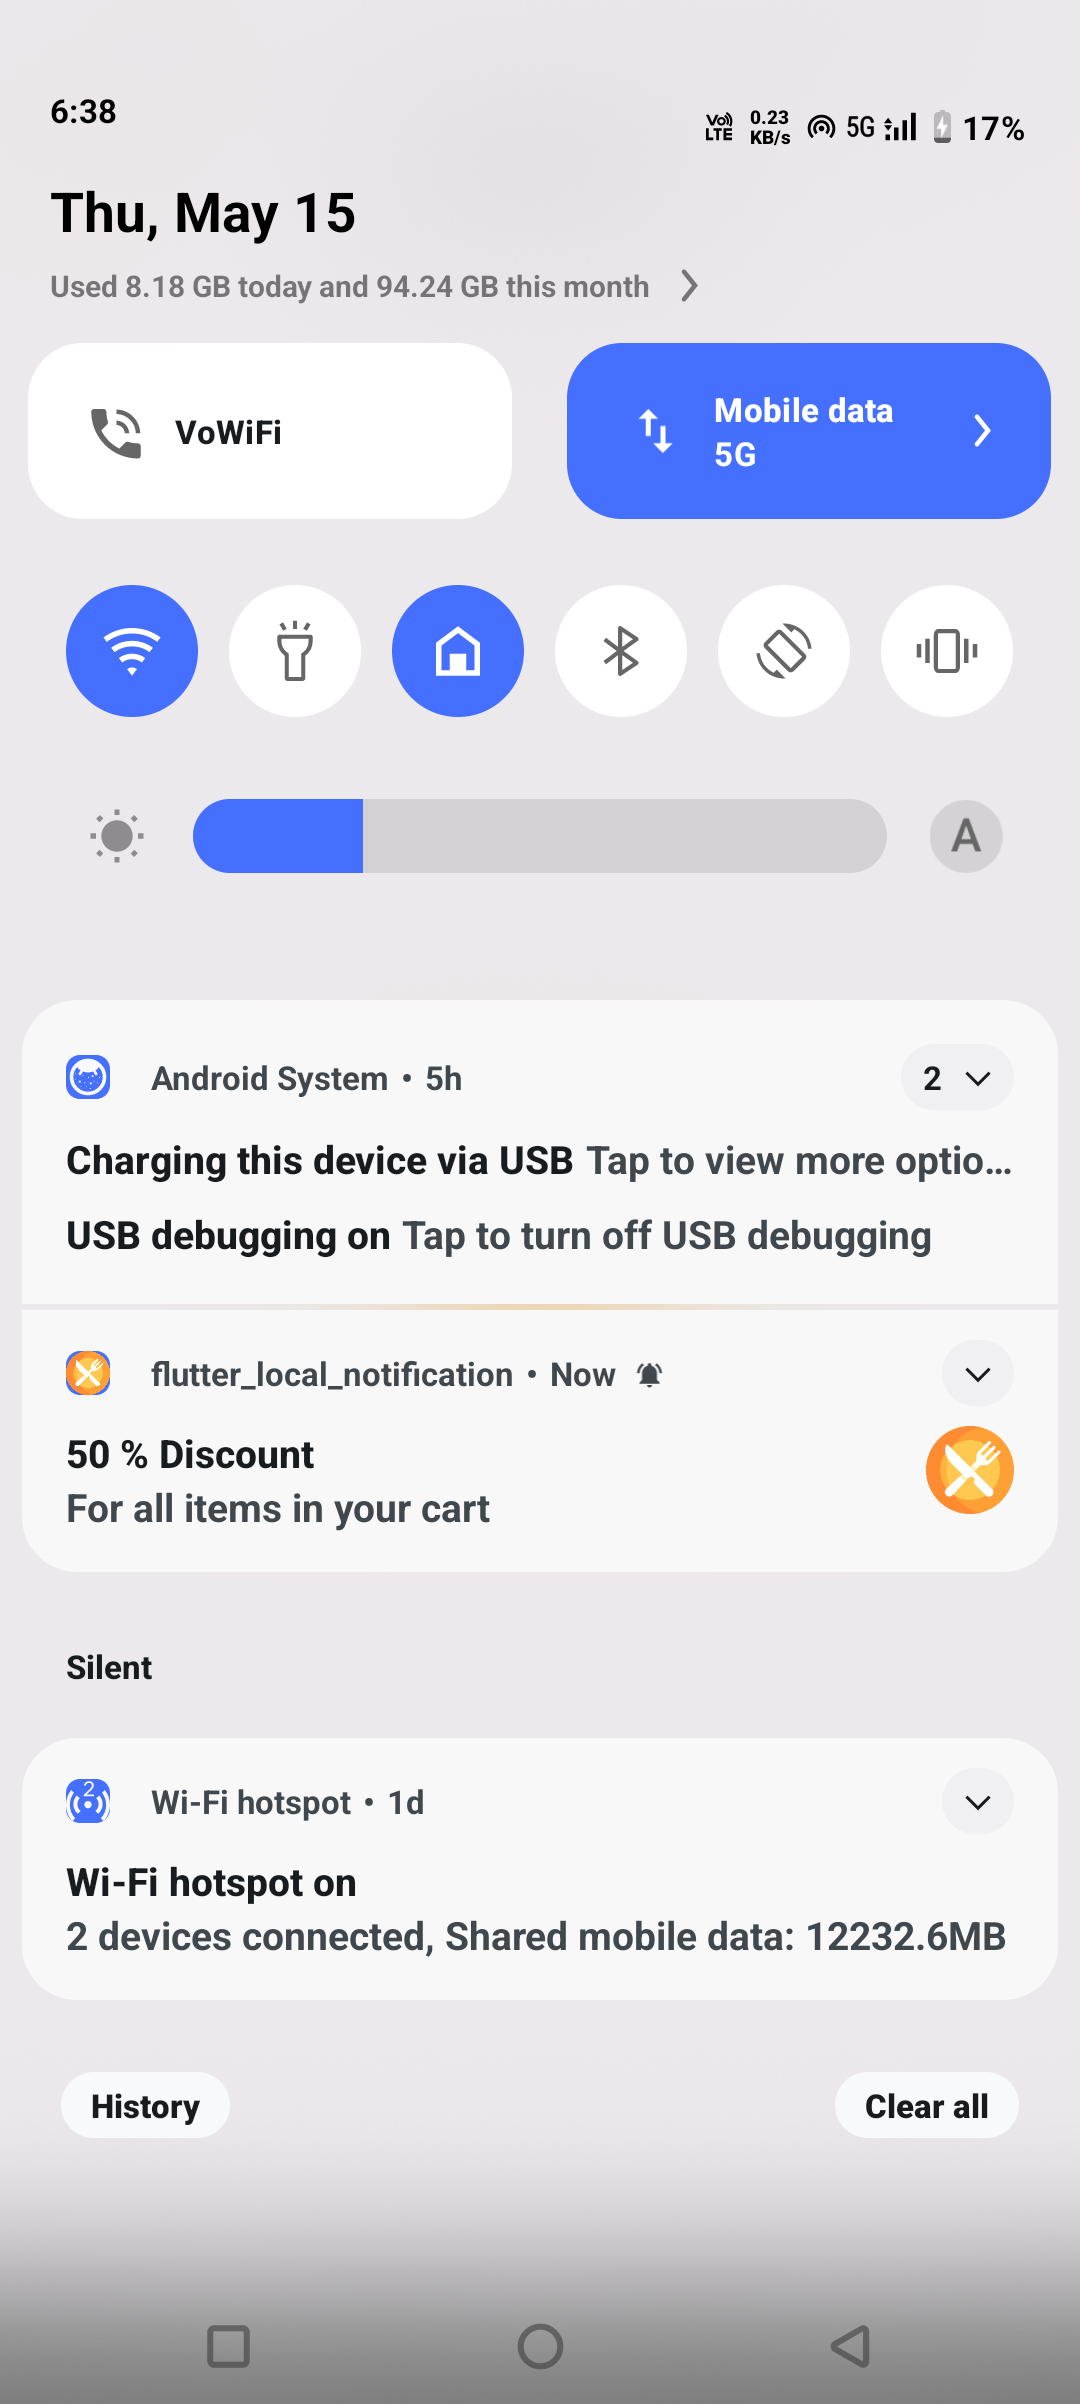 6:38
Vo)) LTE 0.23 KB/s 5G 17%
Thu, May 15
Used 8.18 GB today and 94.24 GB this month
VoWiFi
Mobile data
5G
A
Android System • 5h 2
Charging this device via USB Tap to view more optio...
USB debugging on Tap to turn off USB debugging
flutter_local_notification • Now
50 % Discount
For all items in your cart
Silent
2
Wi-Fi hotspot • 1d
Wi-Fi hotspot on
2 devices connected, Shared mobile data: 12232.6MB
History Clear all